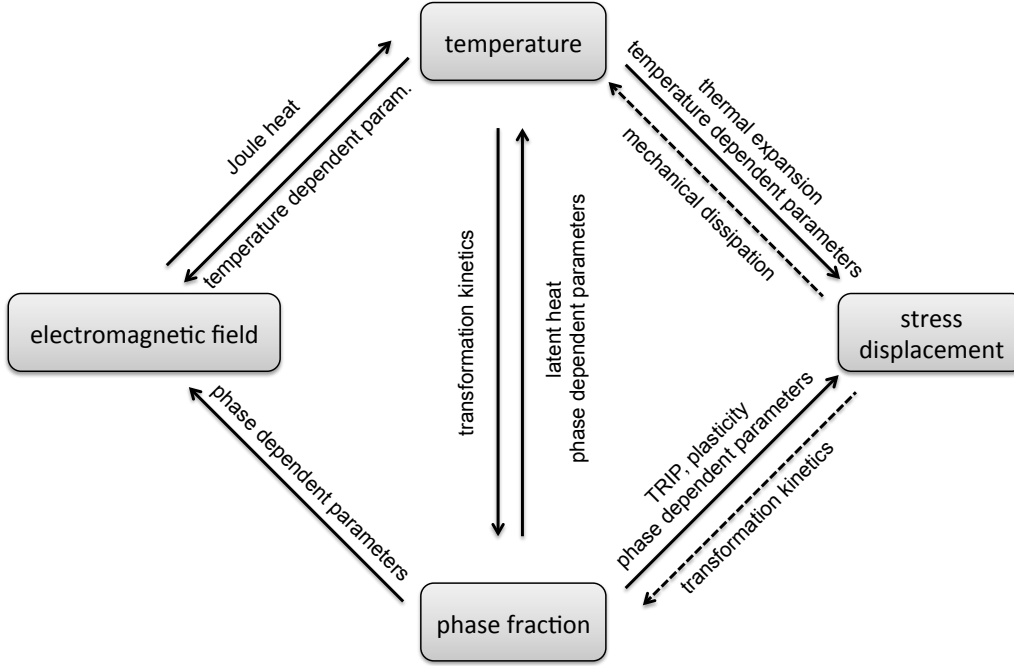 temperature
Joule heat
temperature dependent param.
thermal expansion
temperature dependent parameters
mechanical dissipation
electromagnetic field
stress
displacement
transformation kinetics
latent heat
phase dependent parameters
phase dependent parameters
TRIP, plasticity
phase dependent parameters
transformation kinetics
phase fraction